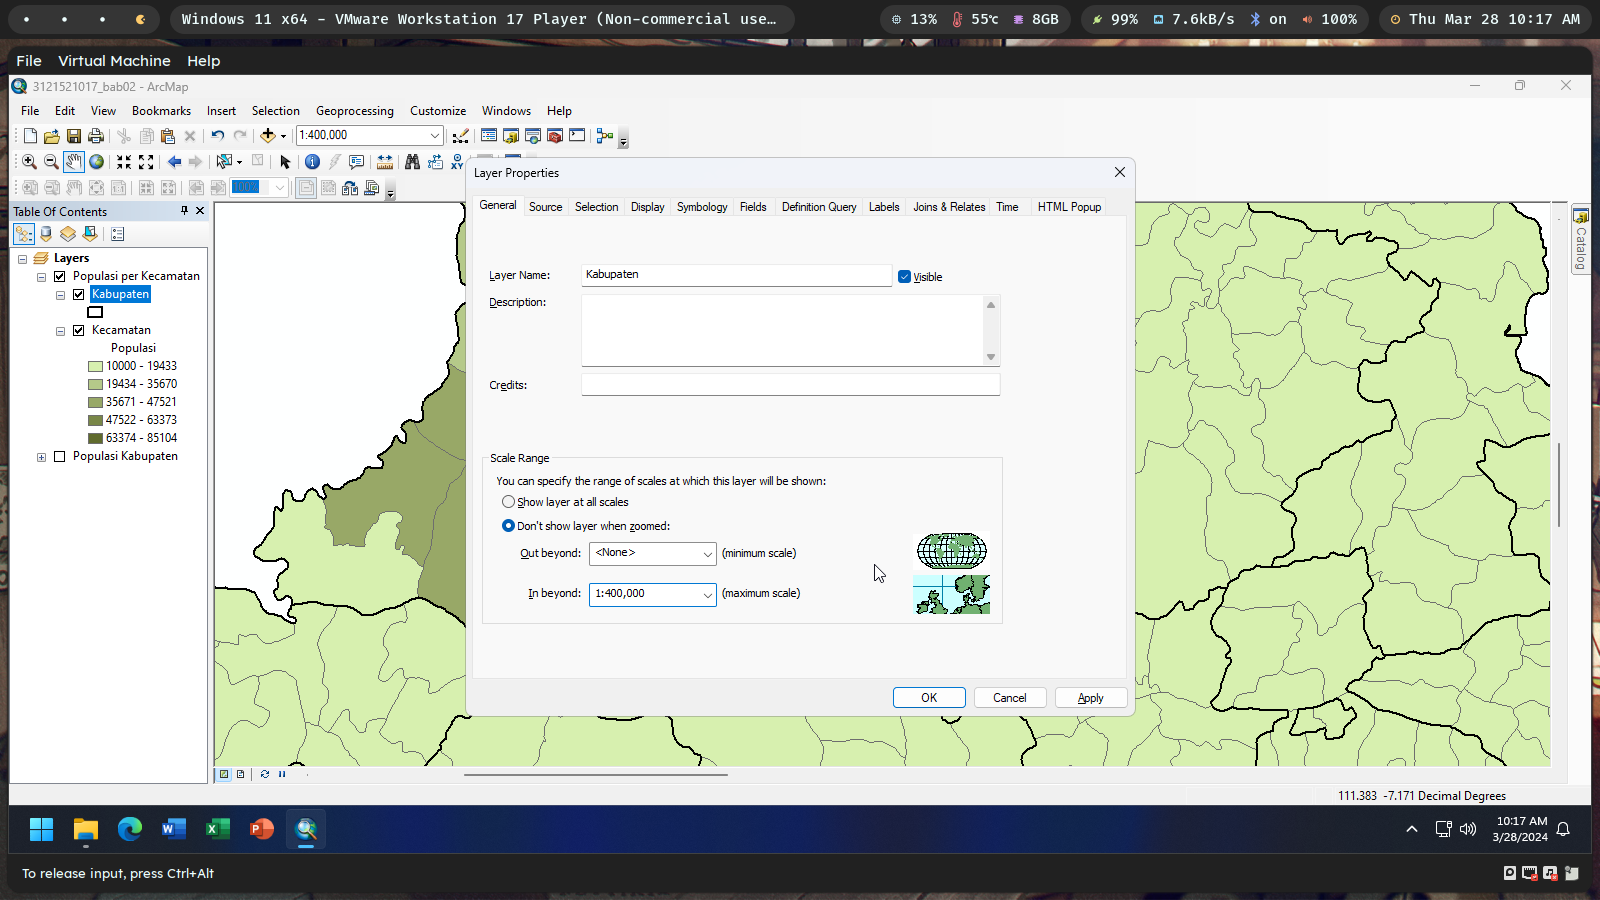 Windows 11 x64 - VMware Workstation 17 Player (Non-commercial use…
13%
55℃
8GB
99%
7.6kB/s
on
100%
Thu Mar 28 10:17 AM
File Virtual Machine Help
3121521017_bab02 - ArcMap
File Edit View Bookmarks Insert Selection Geoprocessing Customize Windows Help
1:400,000
100%
Table Of Contents
Layers
Populasi per Kecamatan
Kabupaten
Kecamatan
Populasi
10000 - 19433
19434 - 35670
35671 - 47521
47522 - 63373
63374 - 85104
Populasi Kabupaten
Layer Properties
General Source Selection Display Symbology Fields Definition Query Labels Joins & Relates Time HTML Popup
Layer Name: Kabupaten Visible
Description:
Credits:
Scale Range
You can specify the range of scales at which this layer will be shown:
Show layer at all scales
Don't show layer when zoomed:
Out beyond: <None> (minimum scale)
In beyond: 1:400,000 (maximum scale)
OK Cancel Apply
Catalog
111.383 -7.171 Decimal Degrees
10:17 AM
3/28/2024
To release input, press Ctrl+Alt